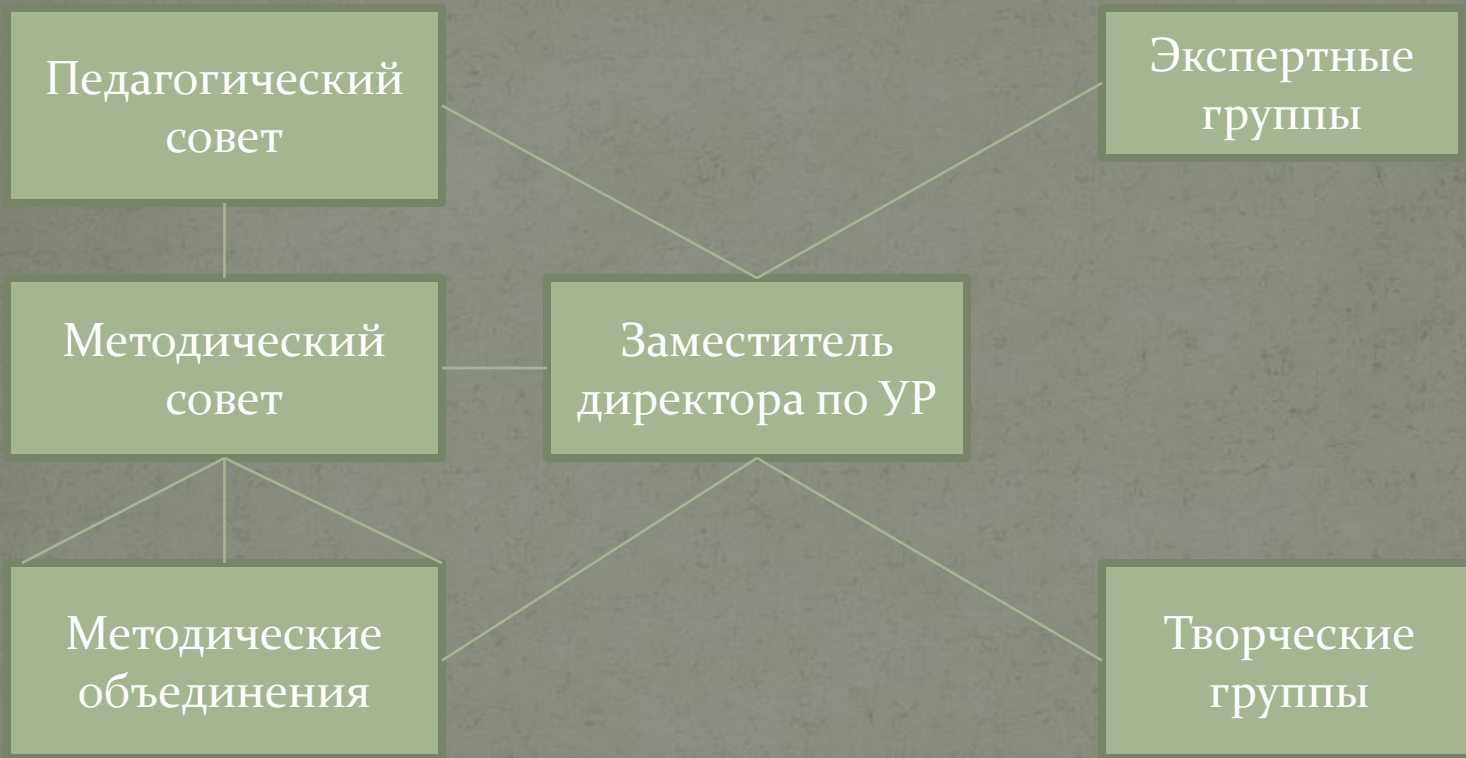 Педагогический
совет
Экспертные
группы
Методический
совет
Заместитель
директора по УР
Методические
объединения
Творческие
группы